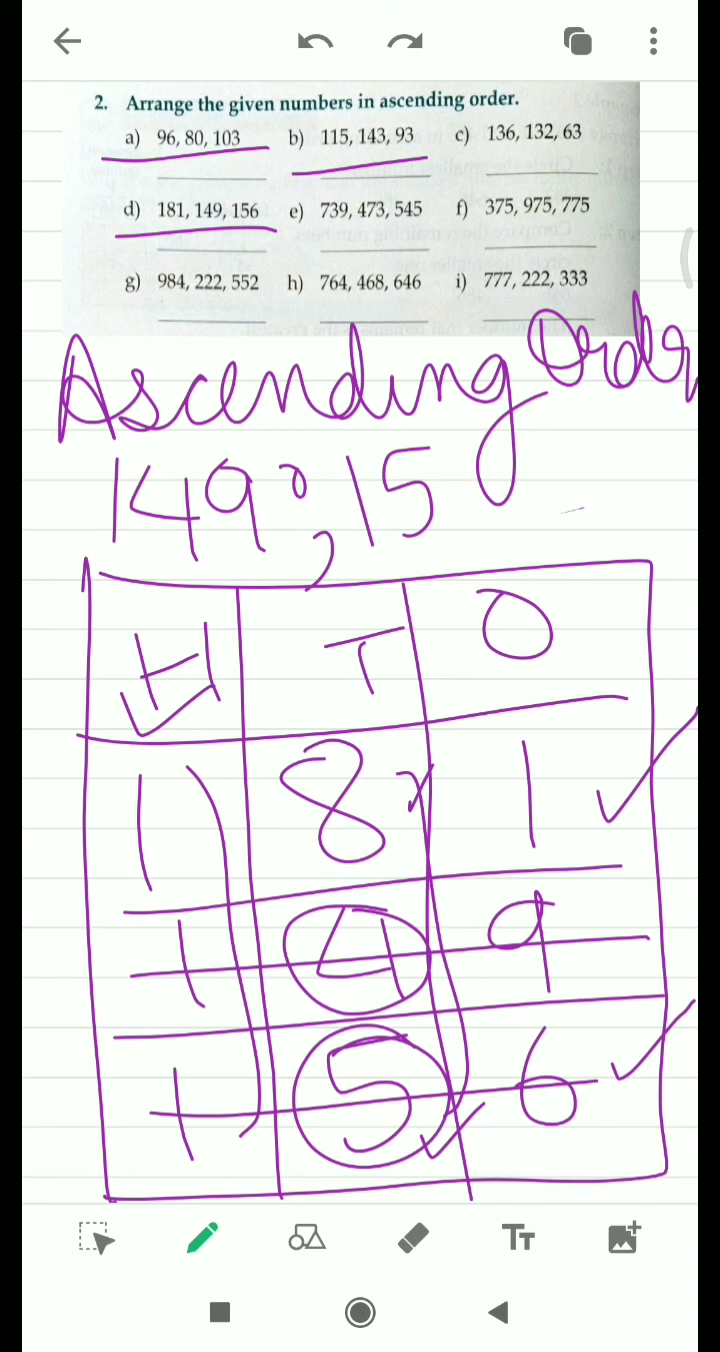 2. Arrange the given numbers in ascending order.
a) 96, 80, 103 b) 115, 143, 93 c) 136, 132, 63
d) 181, 149, 156 e) 739, 473, 545 f) 375, 975, 775
g) 984, 222, 552 h) 764, 468, 646 i) 777, 222, 333
Ascending Order
149, 15
H T O
1 8 1
1 4 9
1 5 6
TT